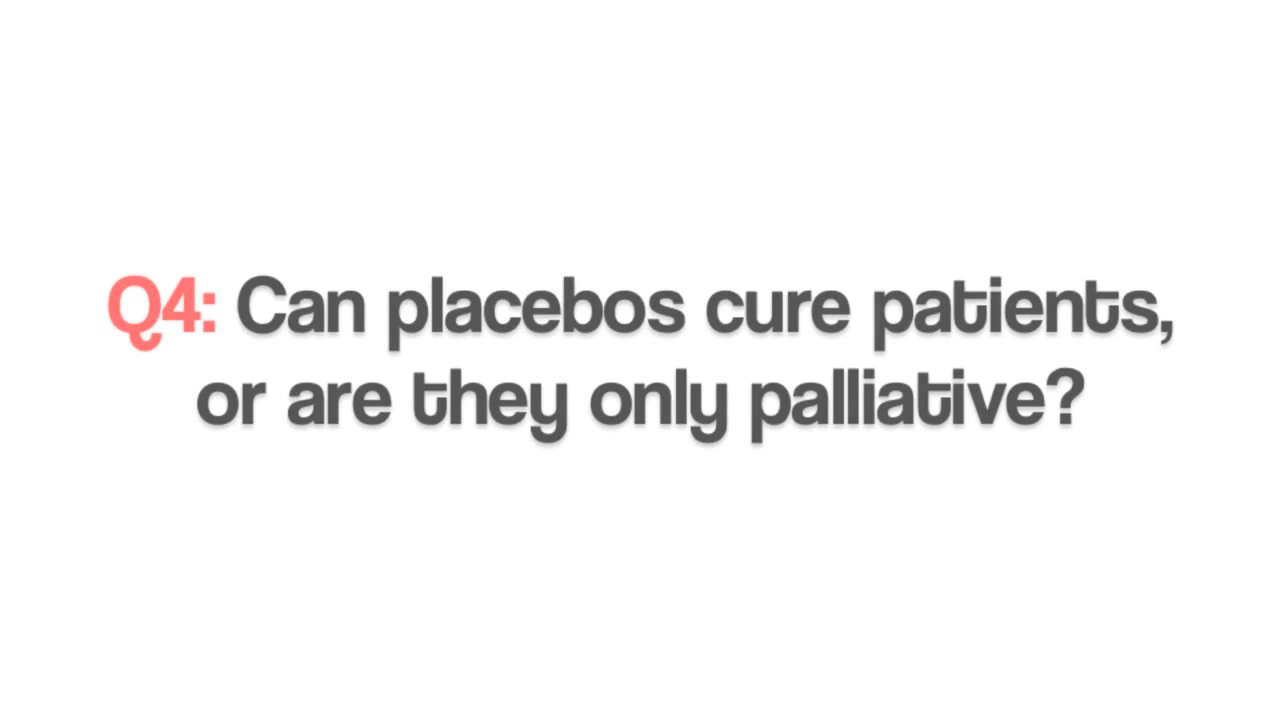 Q4: Can placebos cure patients,
or are they only palliative?